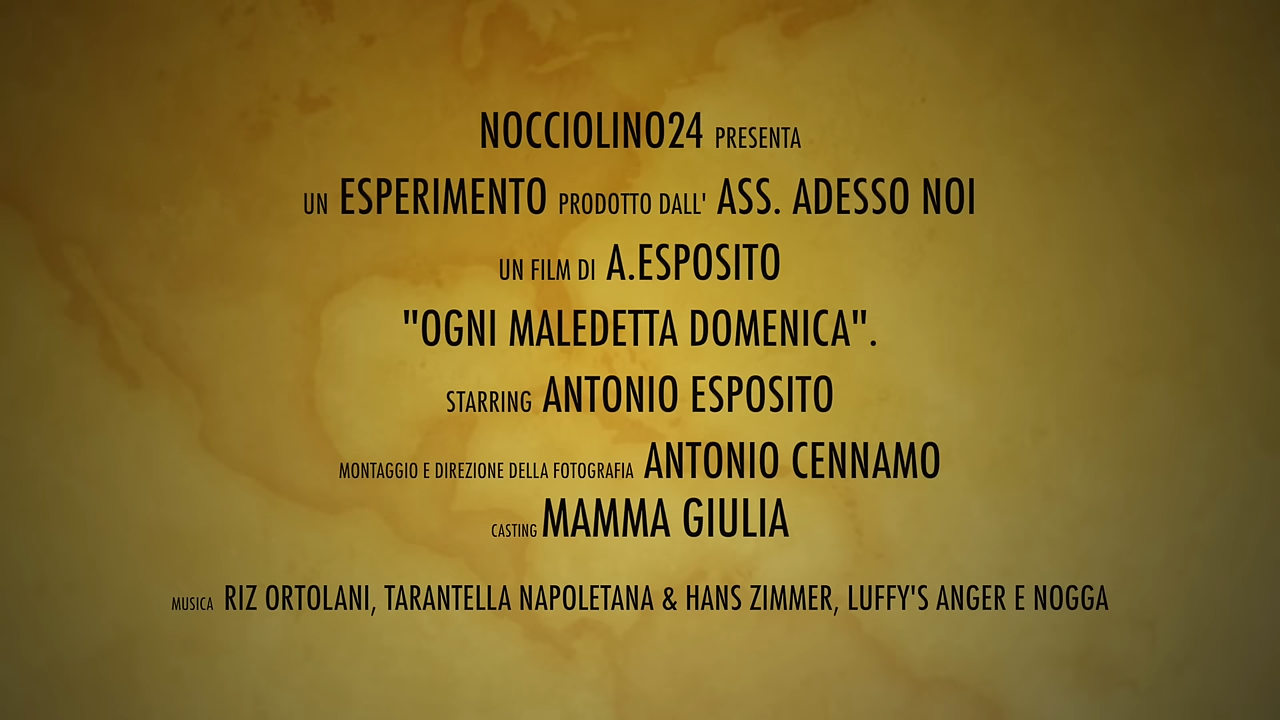 NOCCIOLINO24 PRESENTA
UN ESPERIMENTO PRODOTTO DALL' ASS. ADESSO NOI
UN FILM DI A.ESPOSITO
"OGNI MALEDETTA DOMENICA".
STARRING ANTONIO ESPOSITO
MONTAGGIO E DIREZIONE DELLA FOTOGRAFIA ANTONIO CENNAMO
CASTING MAMMA GIULIA
MUSICA RIZ ORTOLANI, TARANTELLA NAPOLETANA & HANS ZIMMER, LUFFY'S ANGER E NOGGA